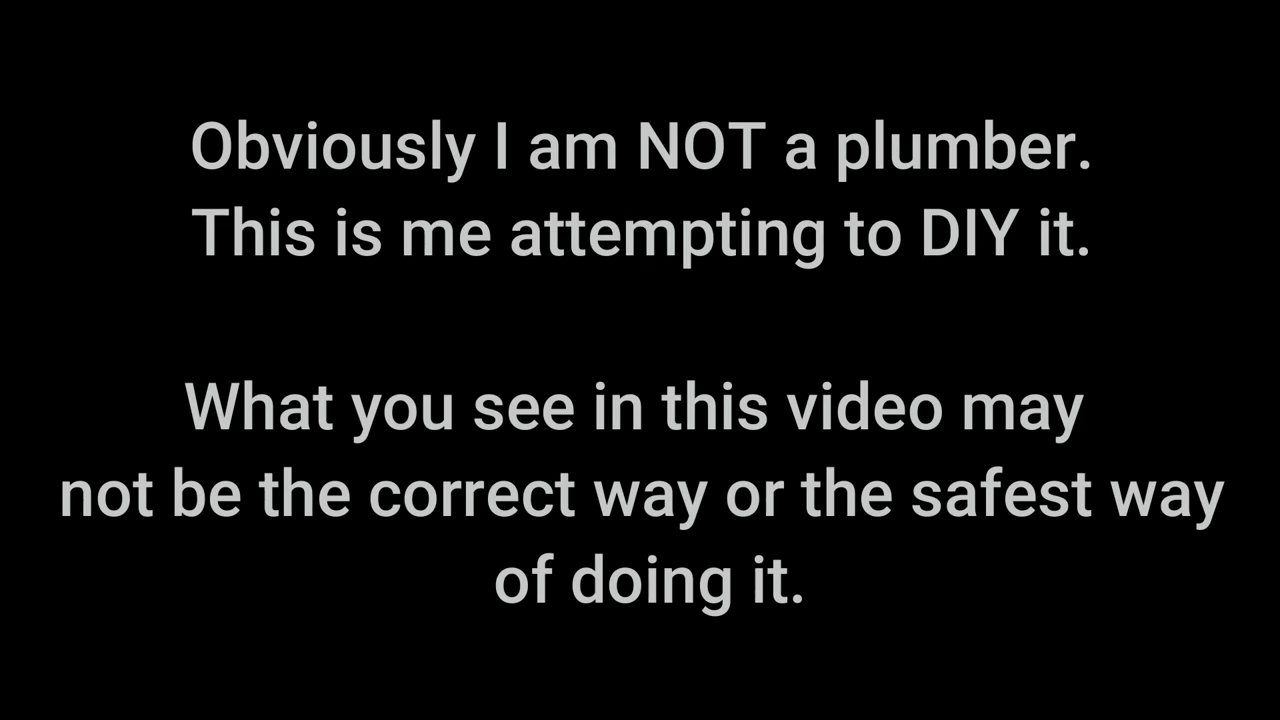 Obviously I am NOT a plumber.
This is me attempting to DIY it.
What you see in this video may
not be the correct way or the safest way
of doing it.